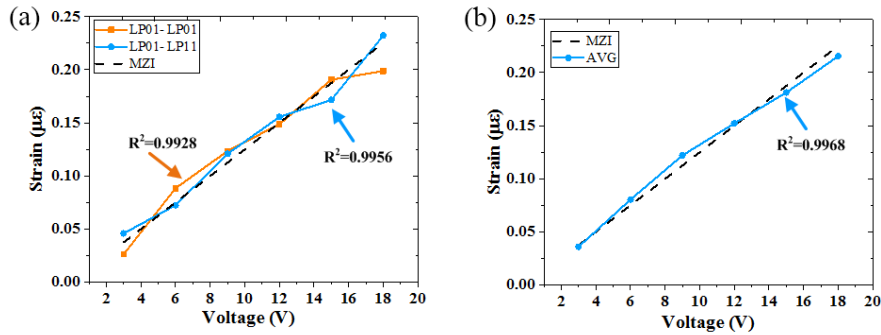 (a)
LP01- LP01
LP01- LP11
MZI
R²=0.9928
R²=0.9956
Strain (με)
0.25
0.20
0.15
0.10
0.05
0.00
2 4 6 8 10 12 14 16 18 20
Voltage (V)
(b)
MZI
AVG
R²=0.9968
Strain (με)
0.25
0.20
0.15
0.10
0.05
0.00
2 4 6 8 10 12 14 16 18 20
Voltage (V)